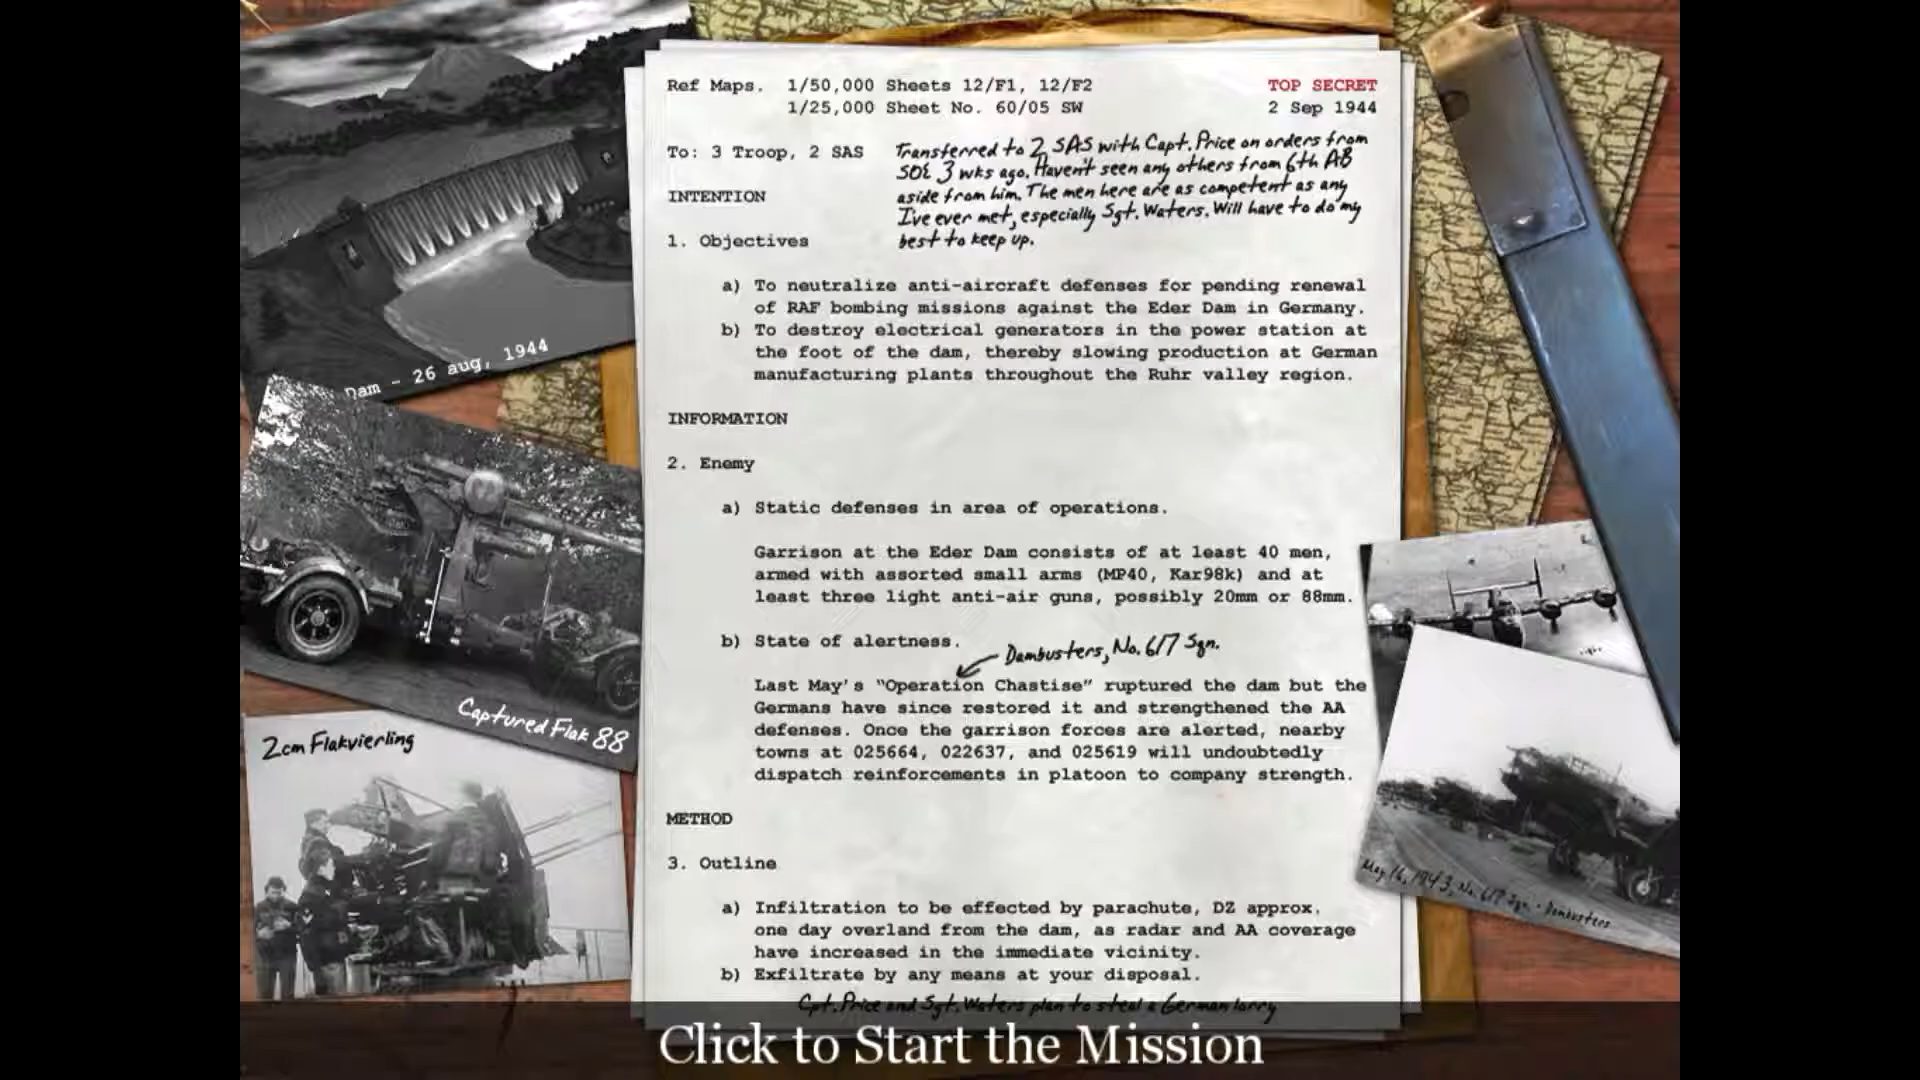 Ref Maps. 1/50,000 Sheets 12/F1, 12/F2
1/25,000 Sheet No. 60/05 SW
TOP SECRET
2 Sep 1944
To: 3 Troop, 2 SAS
Transferred to 2 SAS with Capt. Price on orders from
SOE 3 wks ago. Haven't seen any others from 6th AB
aside from him. The men here are as competent as any
I've ever met, especially Sgt. Waters. Will have to do my
best to keep up.
INTENTION
1. Objectives
a) To neutralize anti-aircraft defenses for pending renewal
of RAF bombing missions against the Eder Dam in Germany.
b) To destroy electrical generators in the power station at
the foot of the dam, thereby slowing production at German
manufacturing plants throughout the Ruhr valley region.
INFORMATION
2. Enemy
a) Static defenses in area of operations.
Garrison at the Eder Dam consists of at least 40 men,
armed with assorted small arms (MP40, Kar98k) and at
least three light anti-air guns, possibly 20mm or 88mm.
b) State of alertness.
Dambusters, No. 617 Sqn.
Last May's "Operation Chastise" ruptured the dam but the
Germans have since restored it and strengthened the AA
defenses. Once the garrison forces are alerted, nearby
towns at 025664, 022637, and 025619 will undoubtedly
dispatch reinforcements in platoon to company strength.
METHOD
3. Outline
a) Infiltration to be effected by parachute, DZ approx.
one day overland from the dam, as radar and AA coverage
have increased in the immediate vicinity.
b) Exfiltrate by any means at your disposal.
Cpt. Price and Sgt. Waters plan to steal a German lorry
Dam - 26 aug, 1944
Captured Flak 88
2cm Flakvierling
May 16, 1943, No. 617 Sqn. - Dambusters
Click to Start the Mission